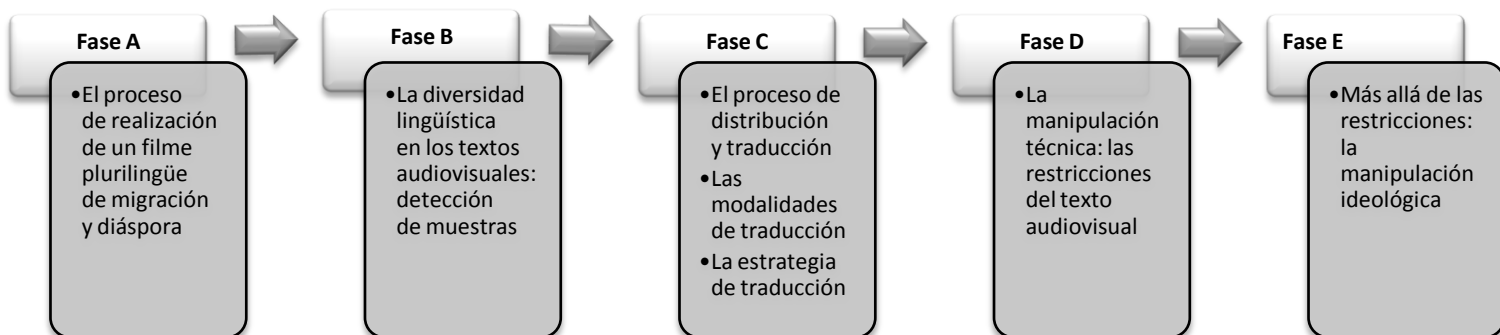 Fase A
•El proceso
de realización
de un filme
plurilingüe
de migración
y diáspora
Fase B
•La diversidad
lingüística
en los textos
audiovisuales:
detección
de muestras
Fase C
•El proceso de
distribución
y traducción
•Las
modalidades
de traducción
•La estrategia
de traducción
Fase D
•La
manipulación
técnica: las
restricciones
del texto
audiovisual
Fase E
•Más allá de las
restricciones:
la
manipulación
ideológica